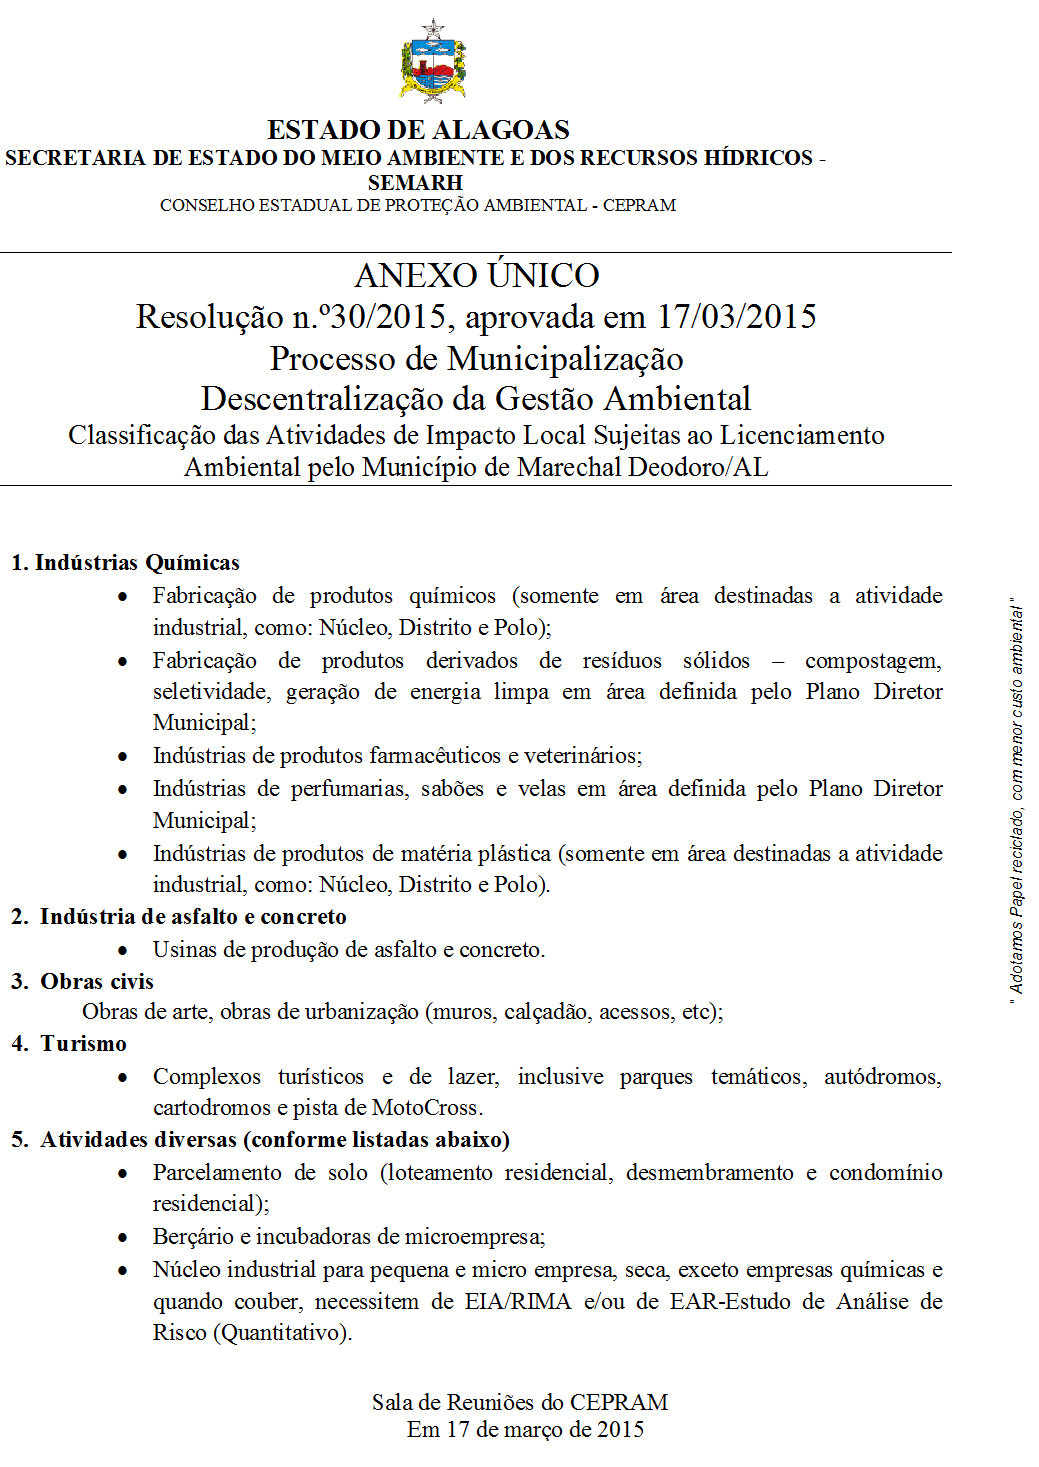 ESTADO DE ALAGOAS
SECRETARIA DE ESTADO DO MEIO AMBIENTE E DOS RECURSOS HÍDRICOS -
SEMARH
CONSELHO ESTADUAL DE PROTEÇÃO AMBIENTAL - CEPRAM
ANEXO ÚNICO
Resolução n.º30/2015, aprovada em 17/03/2015
Processo de Municipalização
Descentralização da Gestão Ambiental
Classificação das Atividades de Impacto Local Sujeitas ao Licenciamento
Ambiental pelo Município de Marechal Deodoro/AL
1. Indústrias Químicas
• Fabricação de produtos químicos (somente em área destinadas a atividade
industrial, como: Núcleo, Distrito e Polo);
• Fabricação de produtos derivados de resíduos sólidos – compostagem,
seletividade, geração de energia limpa em área definida pelo Plano Diretor
Municipal;
• Indústrias de produtos farmacêuticos e veterinários;
• Indústrias de perfumarias, sabões e velas em área definida pelo Plano Diretor
Municipal;
• Indústrias de produtos de matéria plástica (somente em área destinadas a atividade
industrial, como: Núcleo, Distrito e Polo).
2. Indústria de asfalto e concreto
• Usinas de produção de asfalto e concreto.
3. Obras civis
Obras de arte, obras de urbanização (muros, calçadão, acessos, etc);
4. Turismo
• Complexos turísticos e de lazer, inclusive parques temáticos, autódromos,
cartodromos e pista de MotoCross.
5. Atividades diversas (conforme listadas abaixo)
• Parcelamento de solo (loteamento residencial, desmembramento e condomínio
residencial);
• Berçário e incubadoras de microempresa;
• Núcleo industrial para pequena e micro empresa, seca, exceto empresas químicas e
quando couber, necessitem de EIA/RIMA e/ou de EAR-Estudo de Análise de
Risco (Quantitativo).
Sala de Reuniões do CEPRAM
Em 17 de março de 2015
" Adotamos Papel reciclado, com menor custo ambiental "